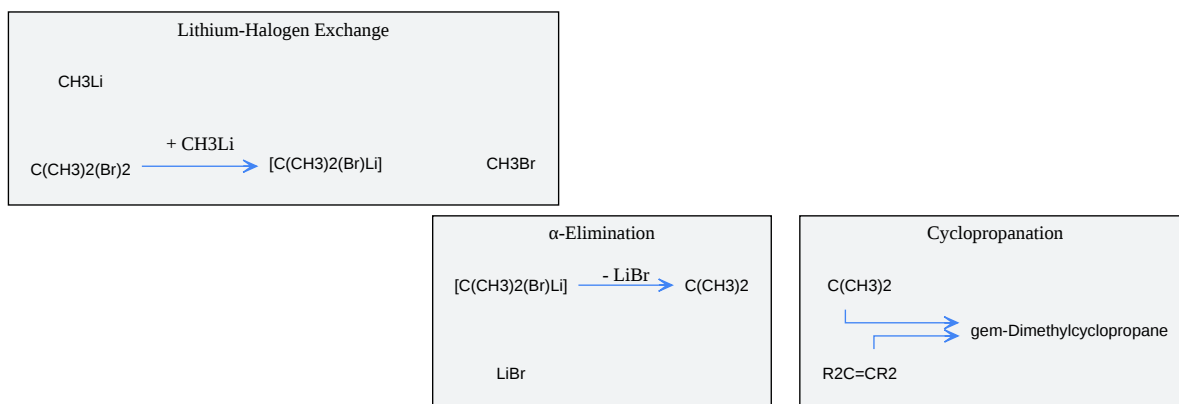 Lithium-Halogen Exchange
CH3Li
+ CH3Li
C(CH3)2(Br)2
[C(CH3)2(Br)Li]
CH3Br
α-Elimination
- LiBr
[C(CH3)2(Br)Li]
C(CH3)2
LiBr
Cyclopropanation
C(CH3)2
gem-Dimethylcyclopropane
R2C=CR2